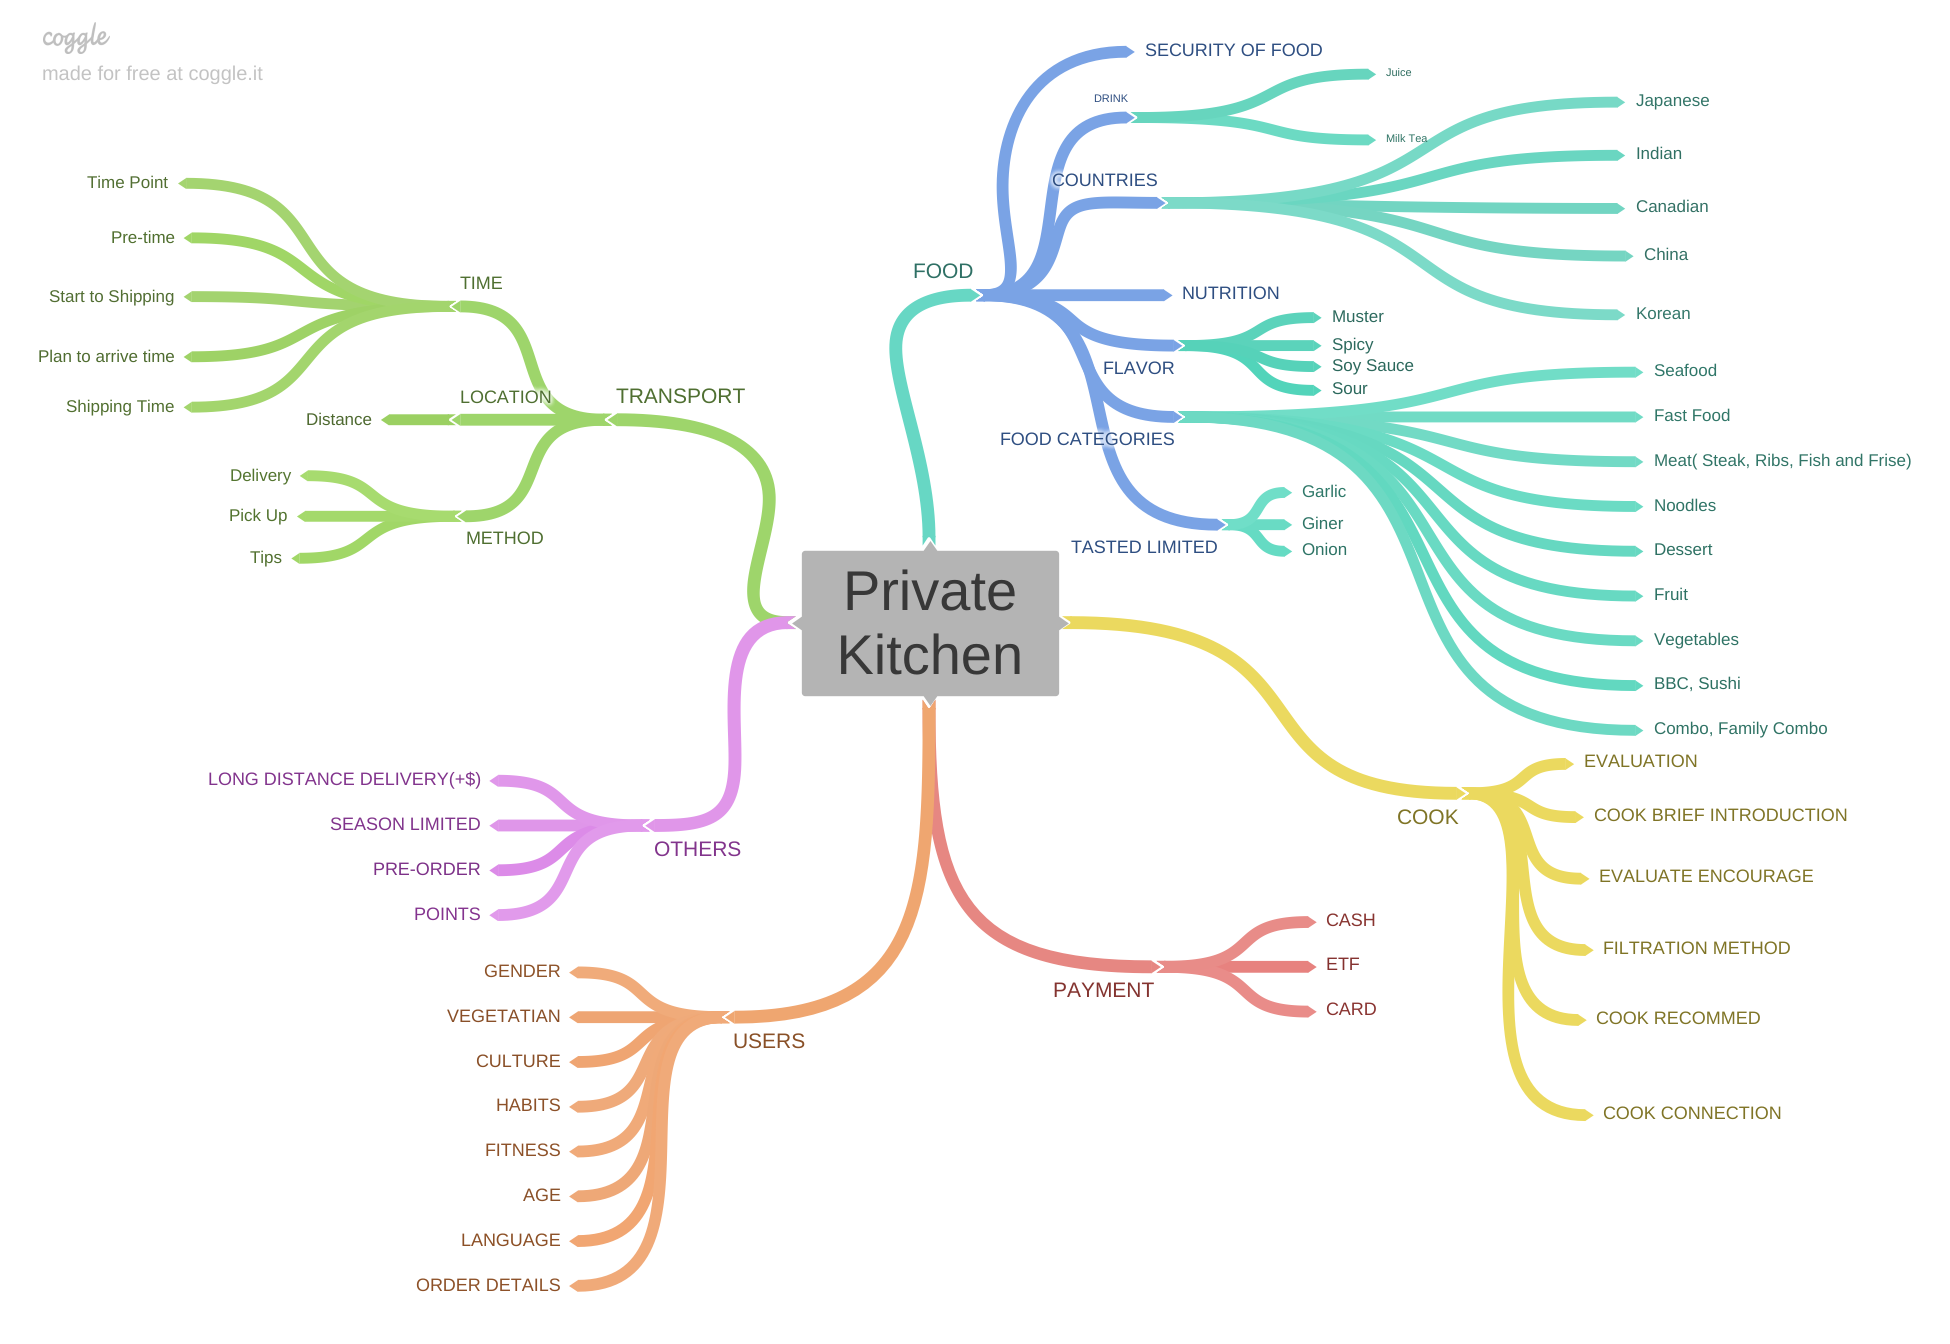 coggle
made for free at coggle.it
Private
Kitchen
FOOD
SECURITY OF FOOD
DRINK
Juice
Milk Tea
COUNTRIES
Japanese
Indian
Canadian
China
Korean
NUTRITION
FLAVOR
Muster
Spicy
Soy Sauce
Sour
FOOD CATEGORIES
Seafood
Fast Food
Meat( Steak, Ribs, Fish and Frise)
Noodles
Dessert
Fruit
Vegetables
BBC, Sushi
Combo, Family Combo
TASTED LIMITED
Garlic
Giner
Onion
COOK
EVALUATION
COOK BRIEF INTRODUCTION
EVALUATE ENCOURAGE
FILTRATION METHOD
COOK RECOMMED
COOK CONNECTION
PAYMENT
CASH
ETF
CARD
TRANSPORT
TIME
Time Point
Pre-time
Start to Shipping
Plan to arrive time
Shipping Time
LOCATION
Distance
METHOD
Delivery
Pick Up
Tips
OTHERS
LONG DISTANCE DELIVERY(+$)
SEASON LIMITED
PRE-ORDER
POINTS
USERS
GENDER
VEGETATIAN
CULTURE
HABITS
FITNESS
AGE
LANGUAGE
ORDER DETAILS